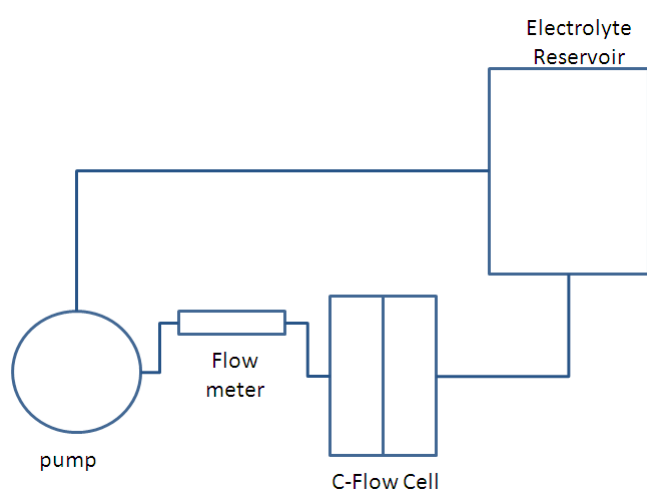 Electrolyte
Reservoir
Flow
meter
pump
C-Flow Cell